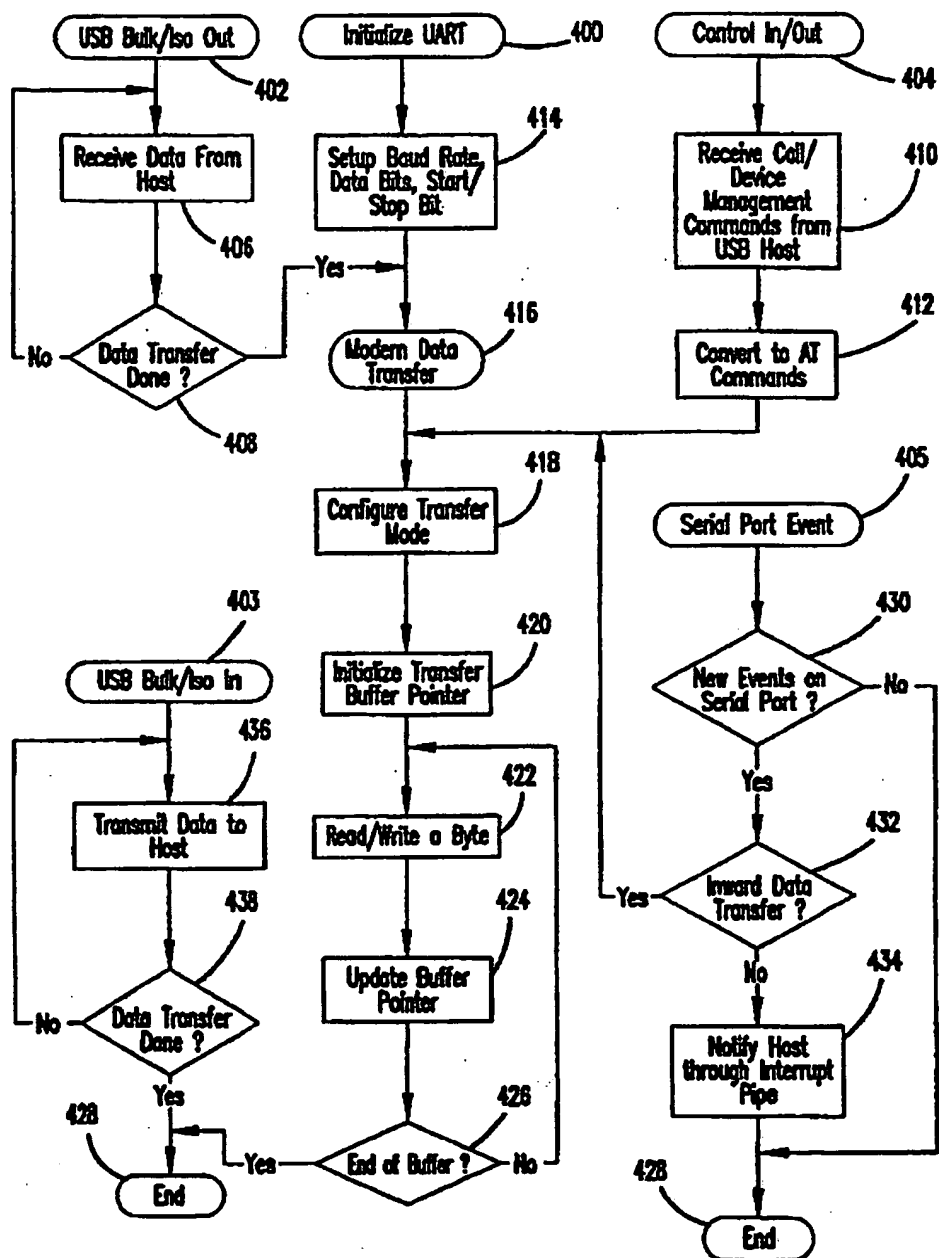 USB Bulk/Iso Out
402
Receive Data From
Host
406
Data Transfer
Done ?
No
Yes
408
Initialize UART
400
414
Setup Baud Rate,
Data Bits, Start/
Stop Bit
416
Modem Data
Transfer
Control In/Out
404
Receive Call/
Device
Management
Commands from
USB Host
410
412
Convert to AT
Commands
418
Configure Transfer
Mode
420
Initialize Transfer
Buffer Pointer
422
Read/Write a Byte
424
Update Buffer
Pointer
426
End of Buffer ?
Yes
No
403
USB Bulk/Iso In
436
Transmit Data to
Host
438
Data Transfer
Done ?
No
Yes
428
End
405
Serial Port Event
430
New Events on
Serial Port ?
No
Yes
432
Inward Data
Transfer ?
Yes
No
434
Notify Host
through Interrupt
Pipe
428
End